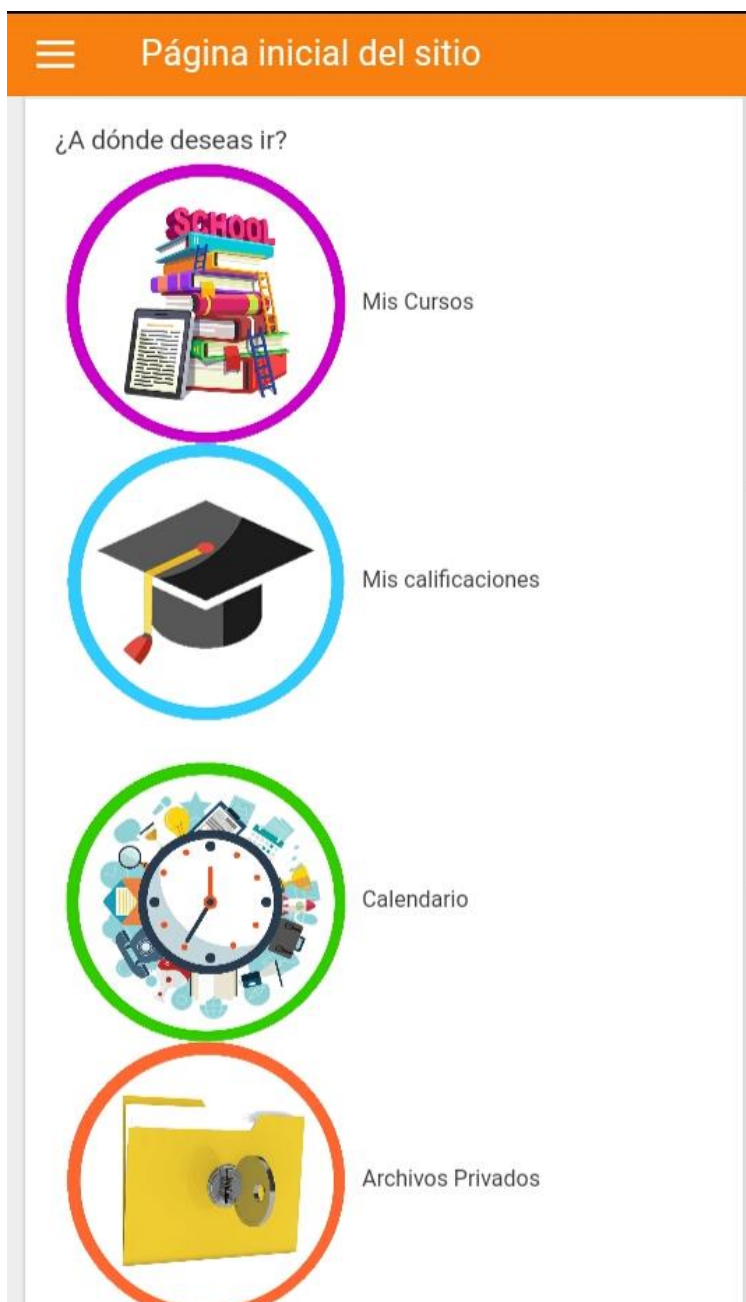 Página inicial del sitio
¿A dónde deseas ir?
SCHOOL
Mis Cursos
Mis calificaciones
Calendario
Archivos Privados